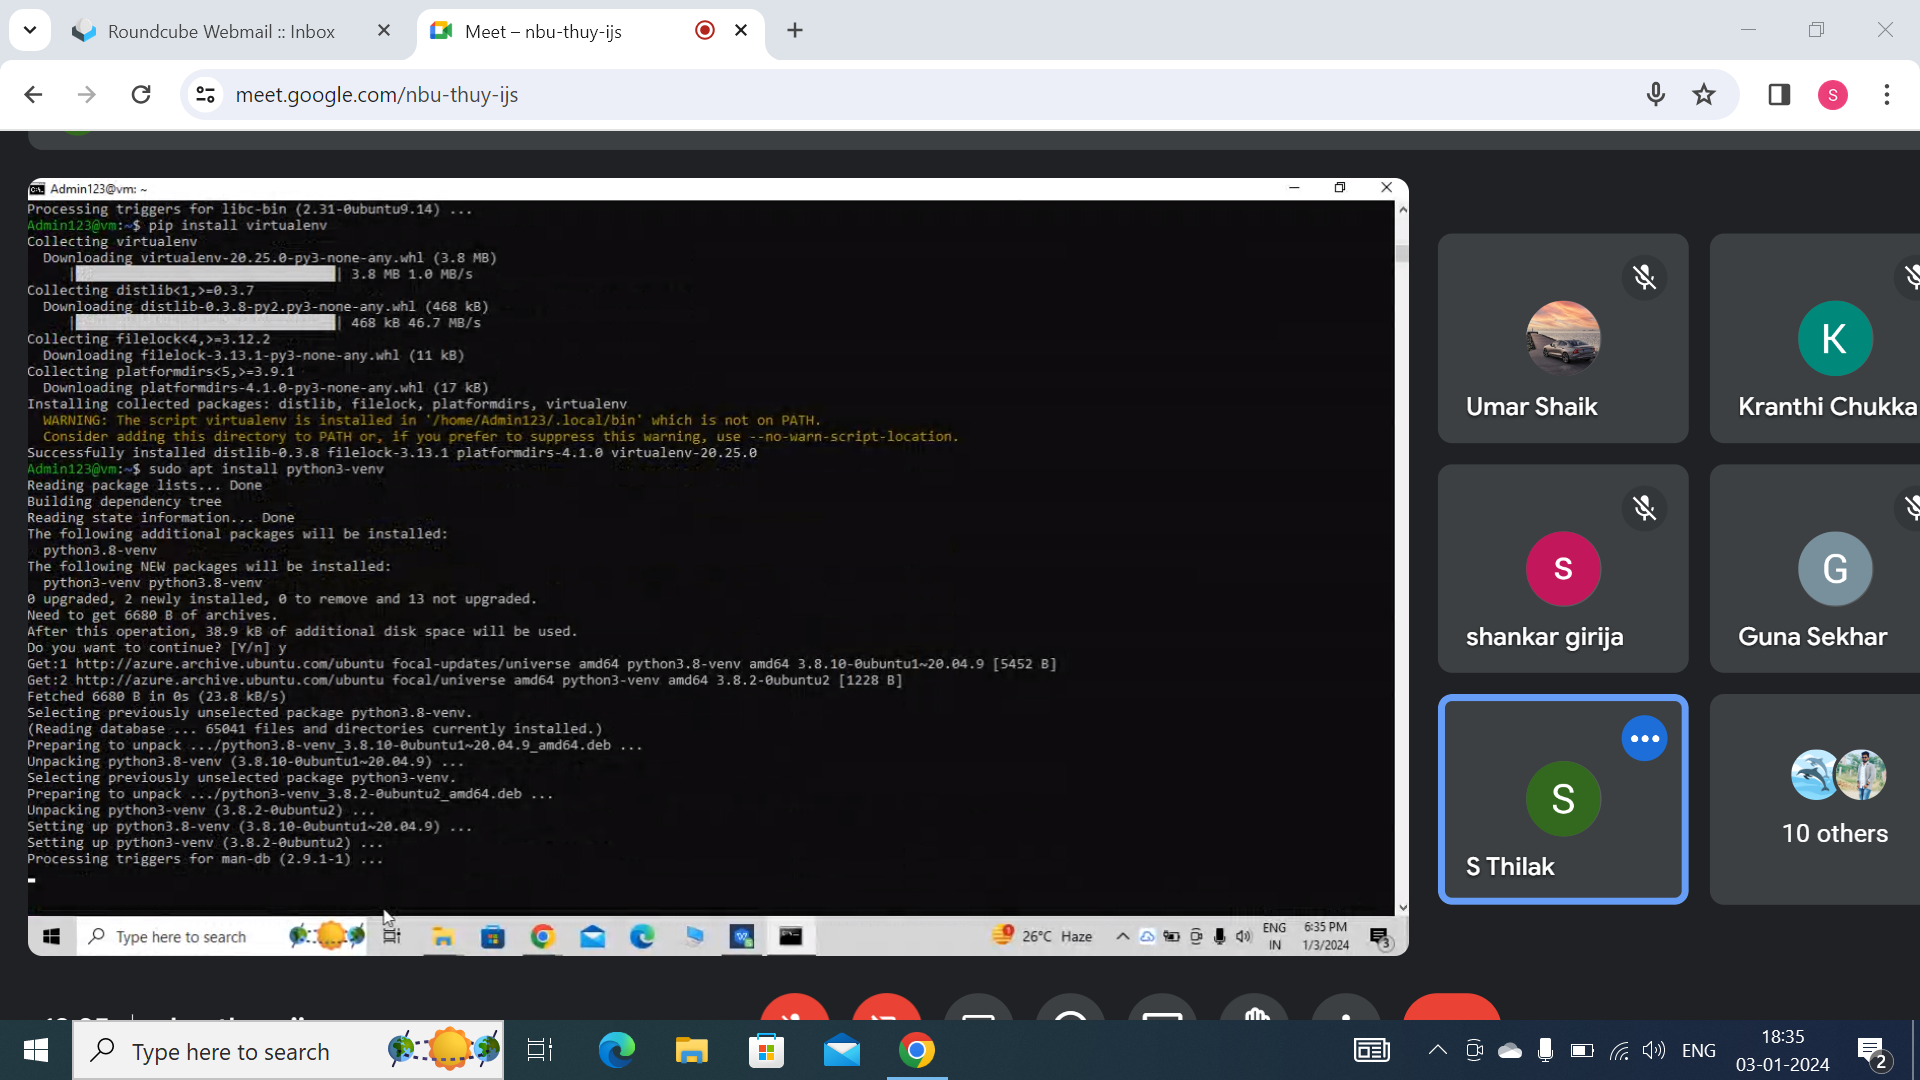 Roundcube Webmail :: Inbox
Meet – nbu-thuy-ijs
meet.google.com/nbu-thuy-ijs
S
Admin123@vm: ~
Processing triggers for libc-bin (2.31-0ubuntu9.14) ...
Admin123@vm:~$ pip install virtualenv
Collecting virtualenv
Downloading virtualenv-20.25.0-py3-none-any.whl (3.8 MB)
| 3.8 MB 1.0 MB/s
Collecting distlib<1,>=0.3.7
Downloading distlib-0.3.8-py2.py3-none-any.whl (468 kB)
| 468 kB 46.7 MB/s
Collecting filelock<4,>=3.12.2
Downloading filelock-3.13.1-py3-none-any.whl (11 kB)
Collecting platformdirs<5,>=3.9.1
Downloading platformdirs-4.1.0-py3-none-any.whl (17 kB)
Installing collected packages: distlib, filelock, platformdirs, virtualenv
WARNING: The script virtualenv is installed in '/home/Admin123/.local/bin' which is not on PATH.
Consider adding this directory to PATH or, if you prefer to suppress this warning, use --no-warn-script-location.
Successfully installed distlib-0.3.8 filelock-3.13.1 platformdirs-4.1.0 virtualenv-20.25.0
Admin123@vm:~$ sudo apt install python3-venv
Reading package lists... Done
Building dependency tree
Reading state information... Done
The following additional packages will be installed:
python3.8-venv
The following NEW packages will be installed:
python3-venv python3.8-venv
0 upgraded, 2 newly installed, 0 to remove and 13 not upgraded.
Need to get 6680 B of archives.
After this operation, 38.9 kB of additional disk space will be used.
Do you want to continue? [Y/n] y
Get:1 http://azure.archive.ubuntu.com/ubuntu focal-updates/universe amd64 python3.8-venv amd64 3.8.10-0ubuntu1~20.04.9 [5452 B]
Get:2 http://azure.archive.ubuntu.com/ubuntu focal/universe amd64 python3-venv amd64 3.8.2-0ubuntu2 [1228 B]
Fetched 6680 B in 0s (23.8 kB/s)
Selecting previously unselected package python3.8-venv.
(Reading database ... 65041 files and directories currently installed.)
Preparing to unpack .../python3.8-venv_3.8.10-0ubuntu1~20.04.9_amd64.deb ...
Unpacking python3.8-venv (3.8.10-0ubuntu1~20.04.9) ...
Selecting previously unselected package python3-venv.
Preparing to unpack .../python3-venv_3.8.2-0ubuntu2_amd64.deb ...
Unpacking python3-venv (3.8.2-0ubuntu2) ...
Setting up python3.8-venv (3.8.10-0ubuntu1~20.04.9) ...
Setting up python3-venv (3.8.2-0ubuntu2) ...
Processing triggers for man-db (2.9.1-1) ...
Type here to search
26°C Haze
ENG
IN
6:35 PM
1/3/2024
3
Umar Shaik
K
Kranthi Chukka
S
shankar girija
G
Guna Sekhar
S
S Thilak
10 others
Type here to search
ENG
18:35
03-01-2024
2